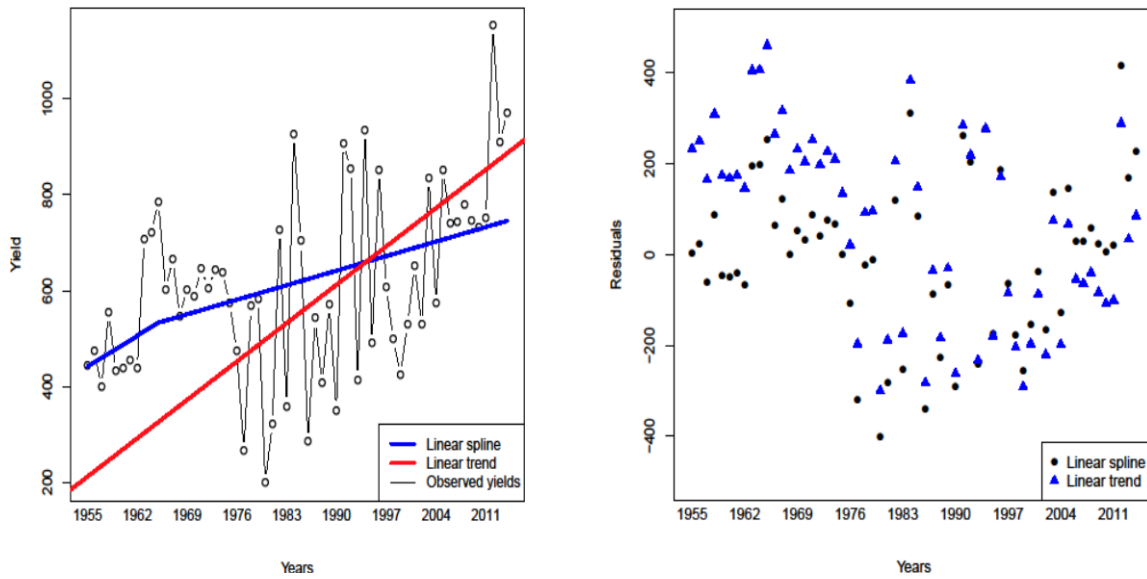 Yield
1000
800
600
400
200
1955 1962 1969 1976 1983 1990 1997 2004 2011
Years
Linear spline
Linear trend
Observed yields
Residuals
400
200
0
−200
−400
1955 1962 1969 1976 1983 1990 1997 2004 2011
Years
Linear spline
Linear trend